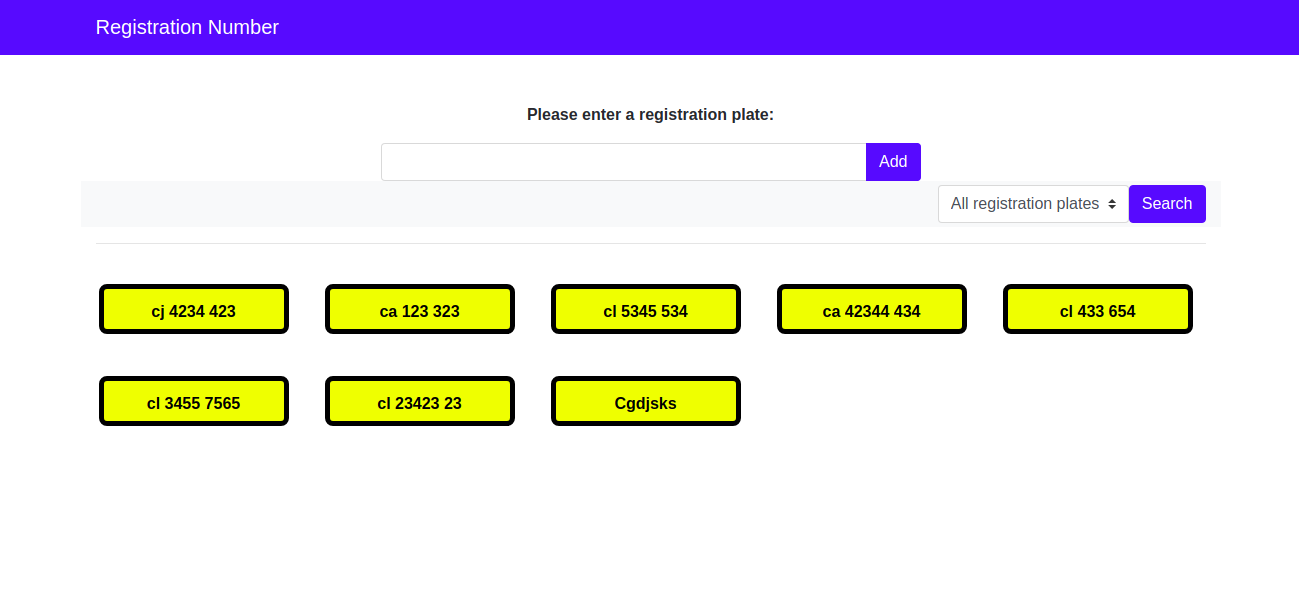 Registration Number
Please enter a registration plate:
Add
All registration plates Search
cj 4234 423 ca 123 323 cl 5345 534 ca 42344 434 cl 433 654
cl 3455 7565 cl 23423 23 Cgdjsks